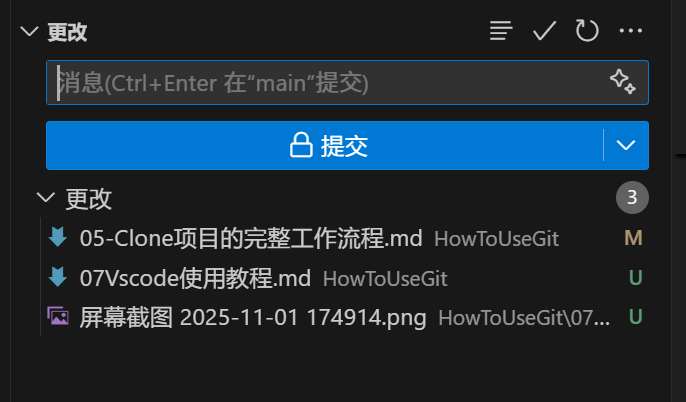 更改
消息(Ctrl+Enter 在“main”提交)
提交
更改 3
05-Clone项目的完整工作流程.md HowToUseGit M
07Vscode使用教程.md HowToUseGit U
屏幕截图 2025-11-01 174914.png HowToUseGit\07... U